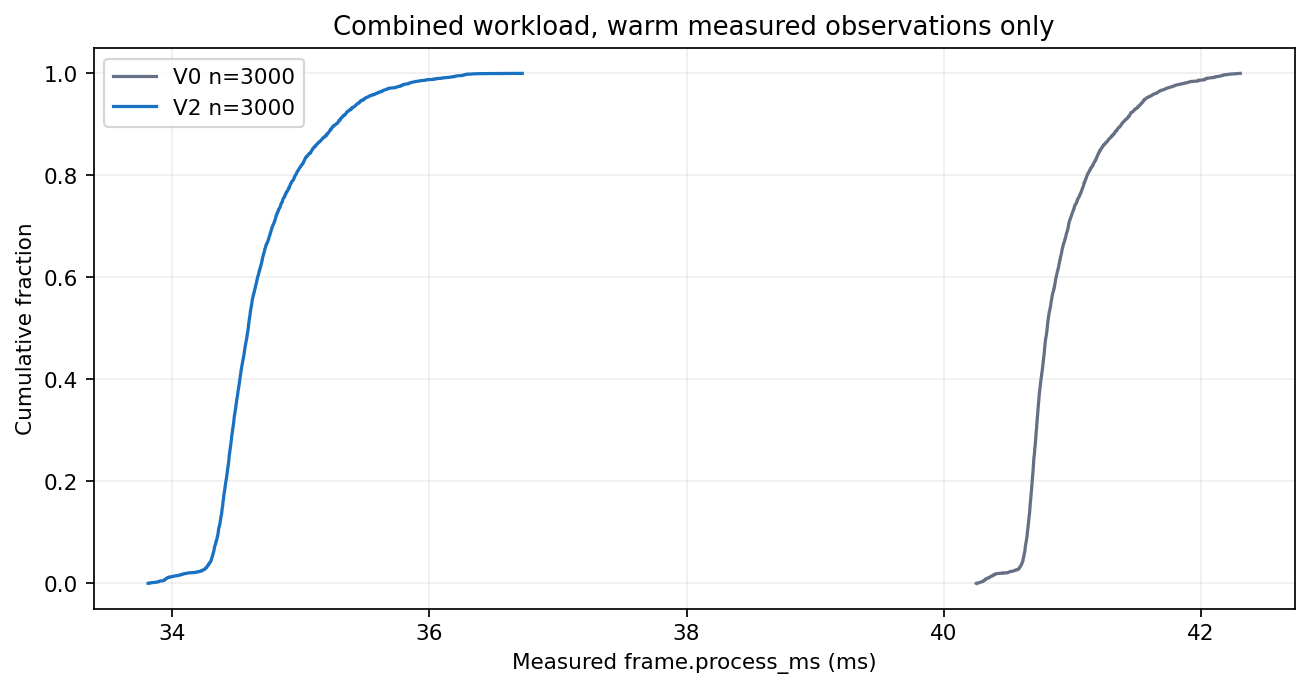 Combined workload, warm measured observations only
V0 n=3000
V2 n=3000
Cumulative fraction
1.0
0.8
0.6
0.4
0.2
0.0
34 36 38 40 42
Measured frame.process_ms (ms)